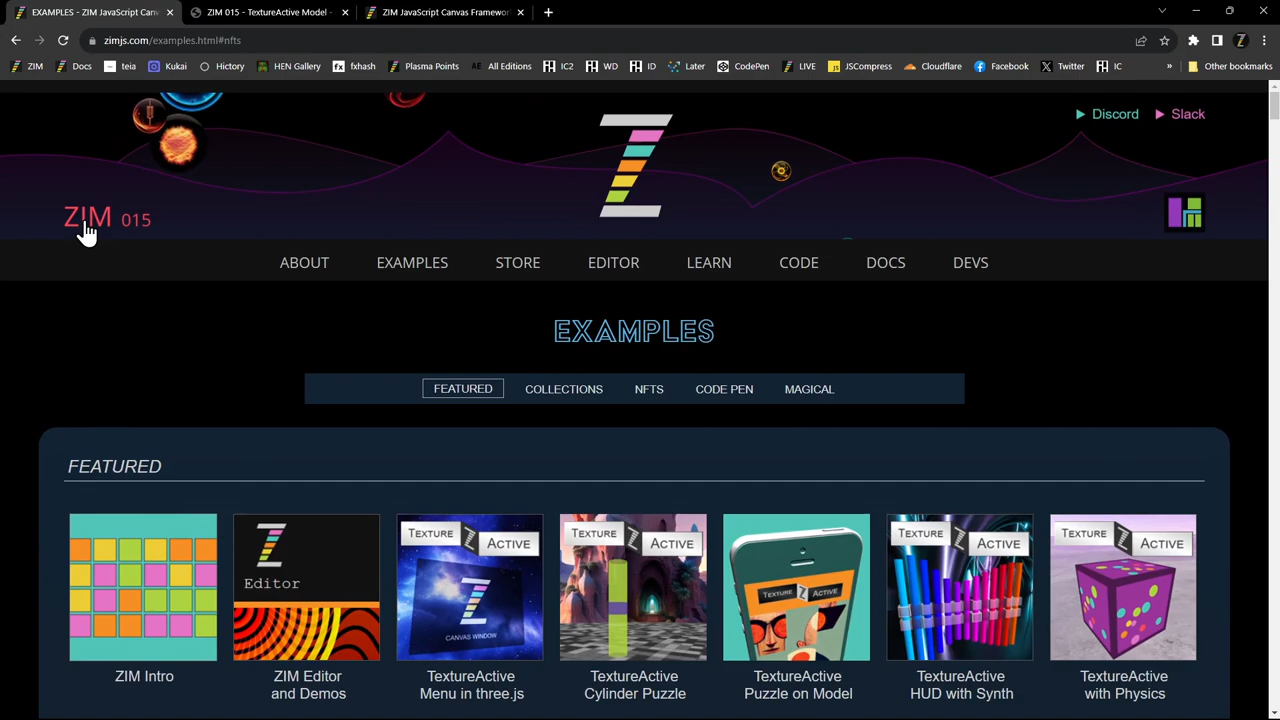 EXAMPLES - ZIM JavaScript Canv
ZIM 015 - TextureActive Model -
ZIM JavaScript Canvas Framewor
zimjs.com/examples.html#nfts
ZIM
Docs
teia
Kukai
Hictory
HEN Gallery
fxhash
Plasma Points
All Editions
IC2
WD
ID
Later
CodePen
LIVE
JSCompress
Cloudflare
Facebook
Twitter
IC
»
Other bookmarks
Discord
Slack
ZIM 015
ABOUT
EXAMPLES
STORE
EDITOR
LEARN
CODE
DOCS
DEVS
EXAMPLES
FEATURED
COLLECTIONS
NFTS
CODE PEN
MAGICAL
FEATURED
Editor
TEXTURE ACTIVE
CANVAS WINDOW
TEXTURE ACTIVE
TEXTURE ACTIVE
TEXTURE ACTIVE
TEXTURE ACTIVE
ZIM Intro
ZIM Editor
and Demos
TextureActive
Menu in three.js
TextureActive
Cylinder Puzzle
TextureActive
Puzzle on Model
TextureActive
HUD with Synth
TextureActive
with Physics